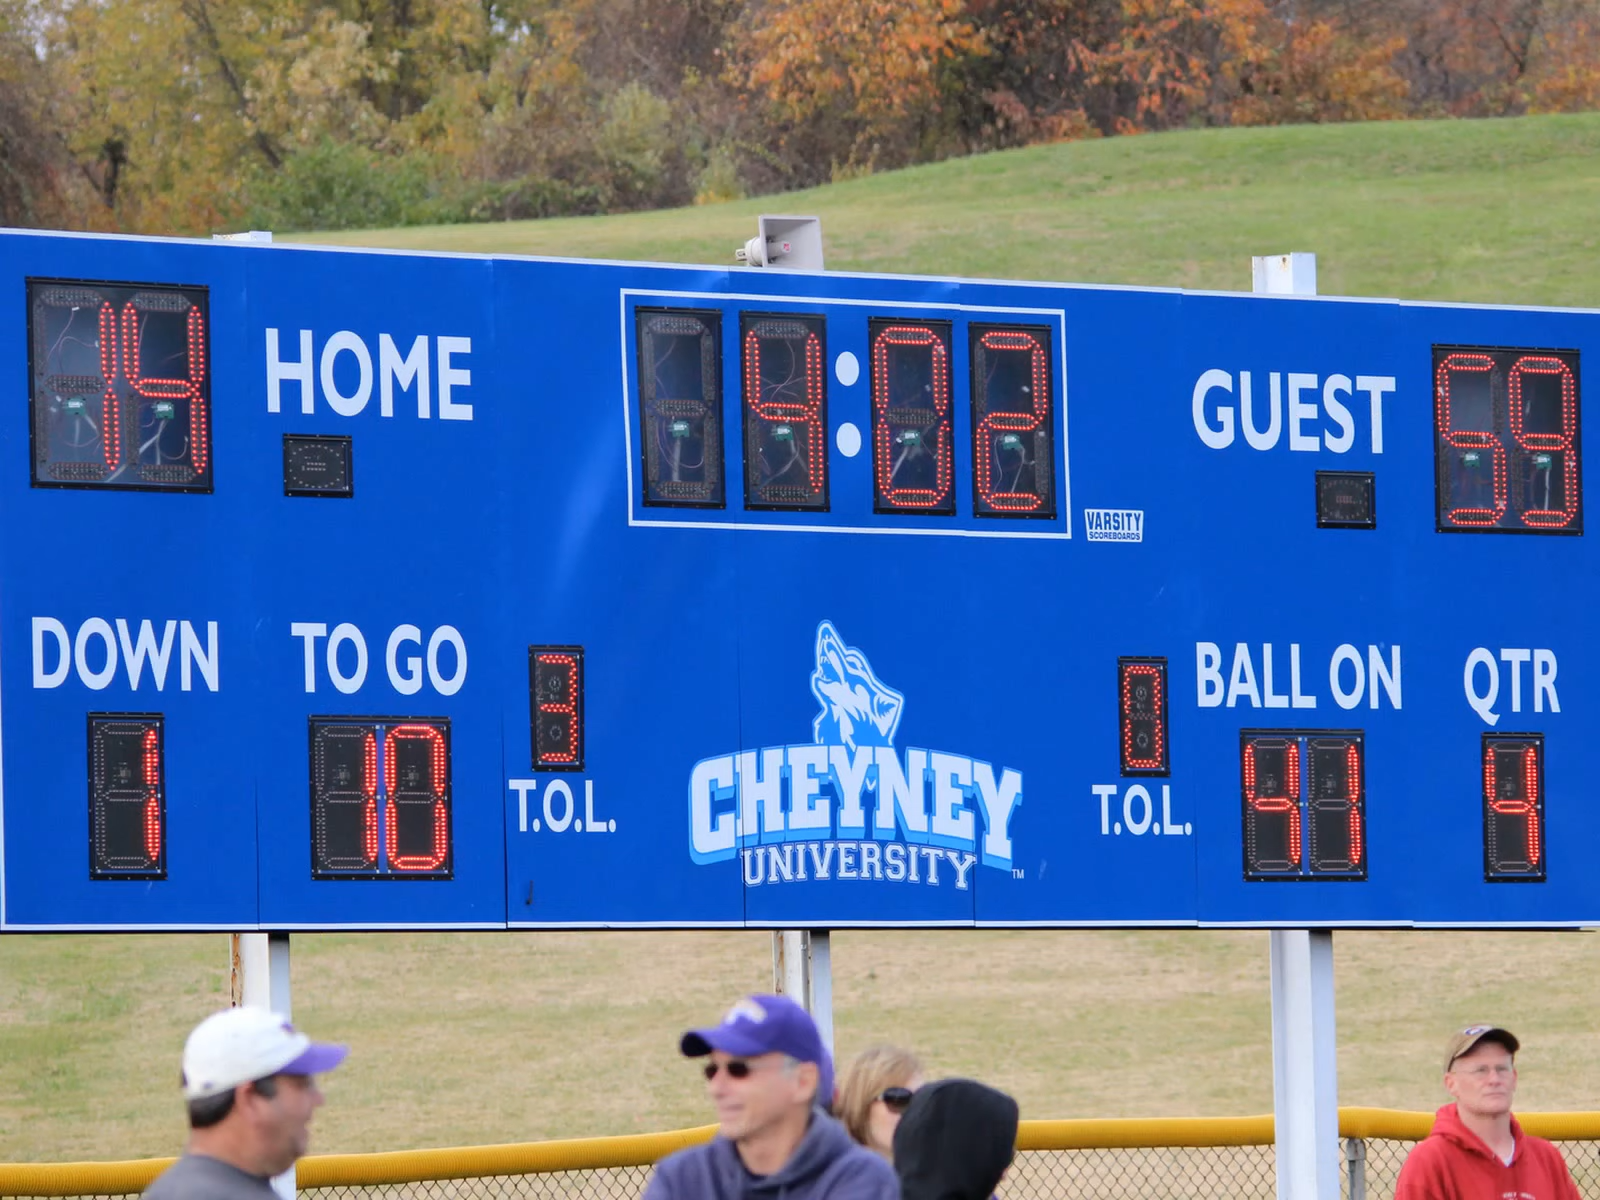 14 HOME 4:02 GUEST 59
VARSITY
SCOREBOARDS
DOWN TO GO BALL ON QTR
1 10 3 41 4
T.O.L. T.O.L.
CHEYNEY
UNIVERSITY
TM